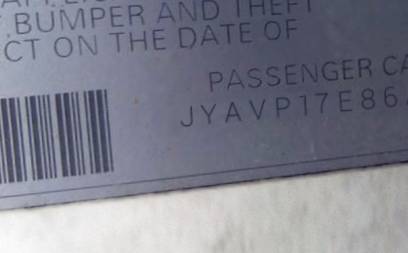 BUMPER AND THEFT
CT ON THE DATE OF
PASSENGER CA
JYAVP17E86